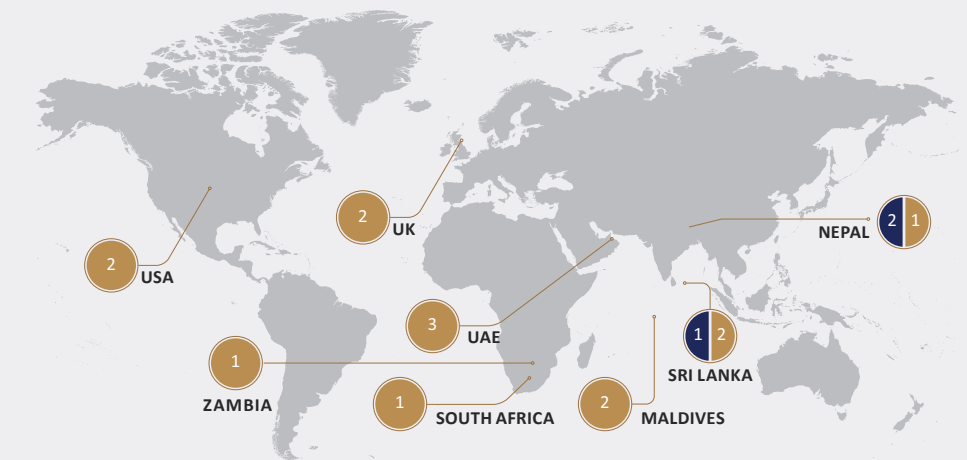 2
UK
2 1
NEPAL
2
USA
3
UAE
1 2
SRI LANKA
1
ZAMBIA
1
SOUTH AFRICA
2
MALDIVES